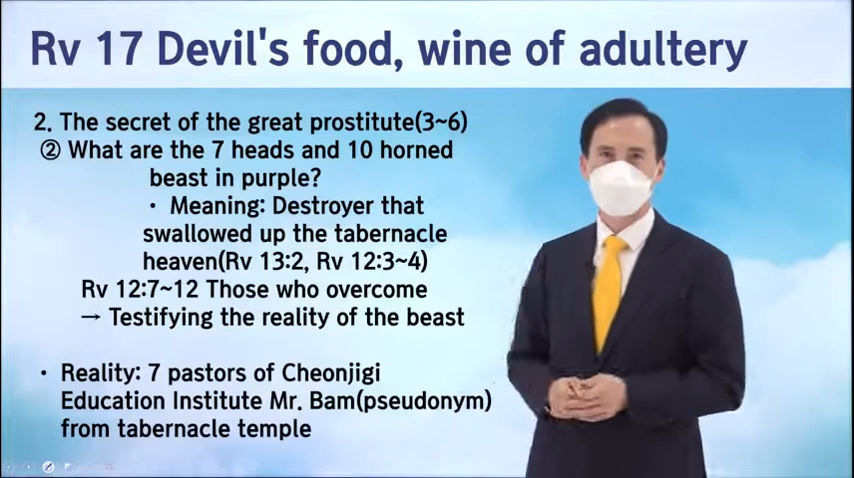 Rv 17 Devil's food, wine of adultery
2. The secret of the great prostitute(3~6)
② What are the 7 heads and 10 horned
beast in purple?
・ Meaning: Destroyer that
swallowed up the tabernacle
heaven(Rv 13:2, Rv 12:3~4)
Rv 12:7~12 Those who overcome
→ Testifying the reality of the beast
・ Reality: 7 pastors of Cheonjigi
Education Institute Mr. Bam(pseudonym)
from tabernacle temple